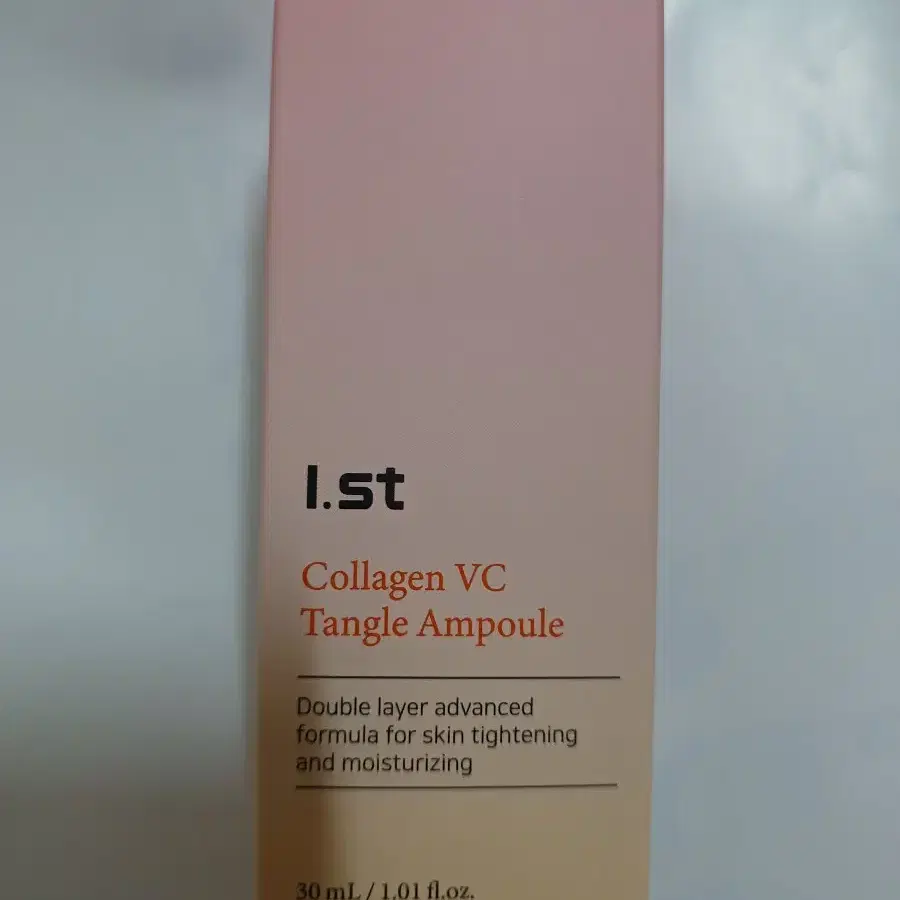 I.st
Collagen VC
Tangle Ampoule
Double layer advanced
formula for skin tightening
and moisturizing
30 mL / 1.01 fl.oz.